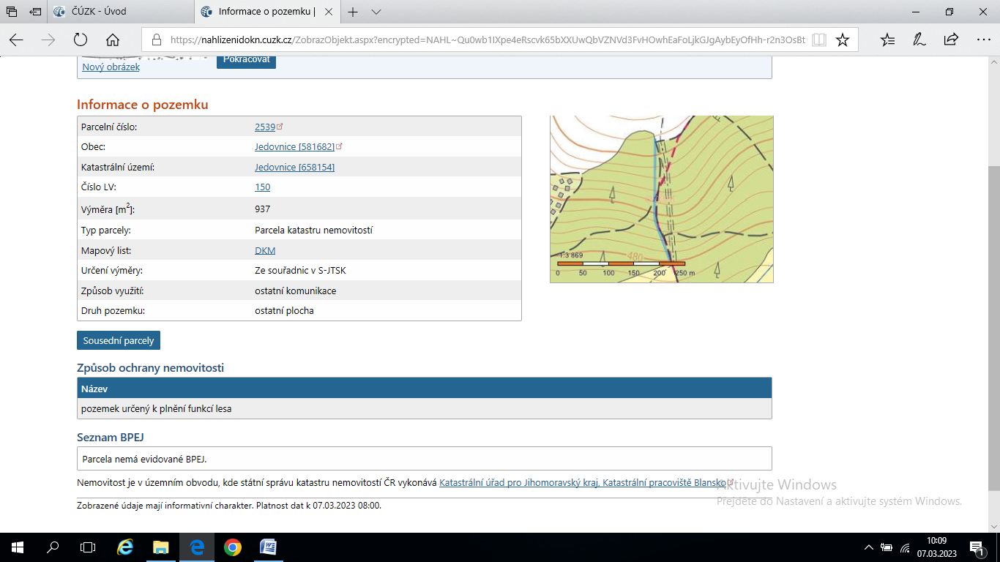 ČÚZK - Úvod
Informace o pozemku |
https://nahlizenidokn.cuzk.cz/ZobrazObjekt.aspx?encrypted=NAHL~Qu0wb1IXpe4eRscvk65bXXUwQbVZNVd3FvHOwhEaFoLjkGJgAybEyOfHh-r2n3OsBt
Nový obrázek
Pokračovat
Informace o pozemku
Parcelní číslo: 2539
Obec: Jedovnice [581682]
Katastrální území: Jedovnice [658154]
Číslo LV: 150
Výměra [m2]: 937
Typ parcely: Parcela katastru nemovitostí
Mapový list: DKM
Určení výměry: Ze souřadnic v S-JTSK
Způsob využití: ostatní komunikace
Druh pozemku: ostatní plocha
480
1:3 869
0 50 100 150 200 250 m
Sousední parcely
Způsob ochrany nemovitosti
Název
pozemek určený k plnění funkcí lesa
Seznam BPEJ
Parcela nemá evidované BPEJ.
Nemovitost je v územním obvodu, kde státní správu katastru nemovitostí ČR vykonává Katastrální úřad pro Jihomoravský kraj, Katastrální pracoviště Blansko
Zobrazené údaje mají informativní charakter. Platnost dat k 07.03.2023 08:00.
Aktivujte Windows
Přejděte do Nastavení a aktivujte systém Windows.
10:09
07.03.2023
1